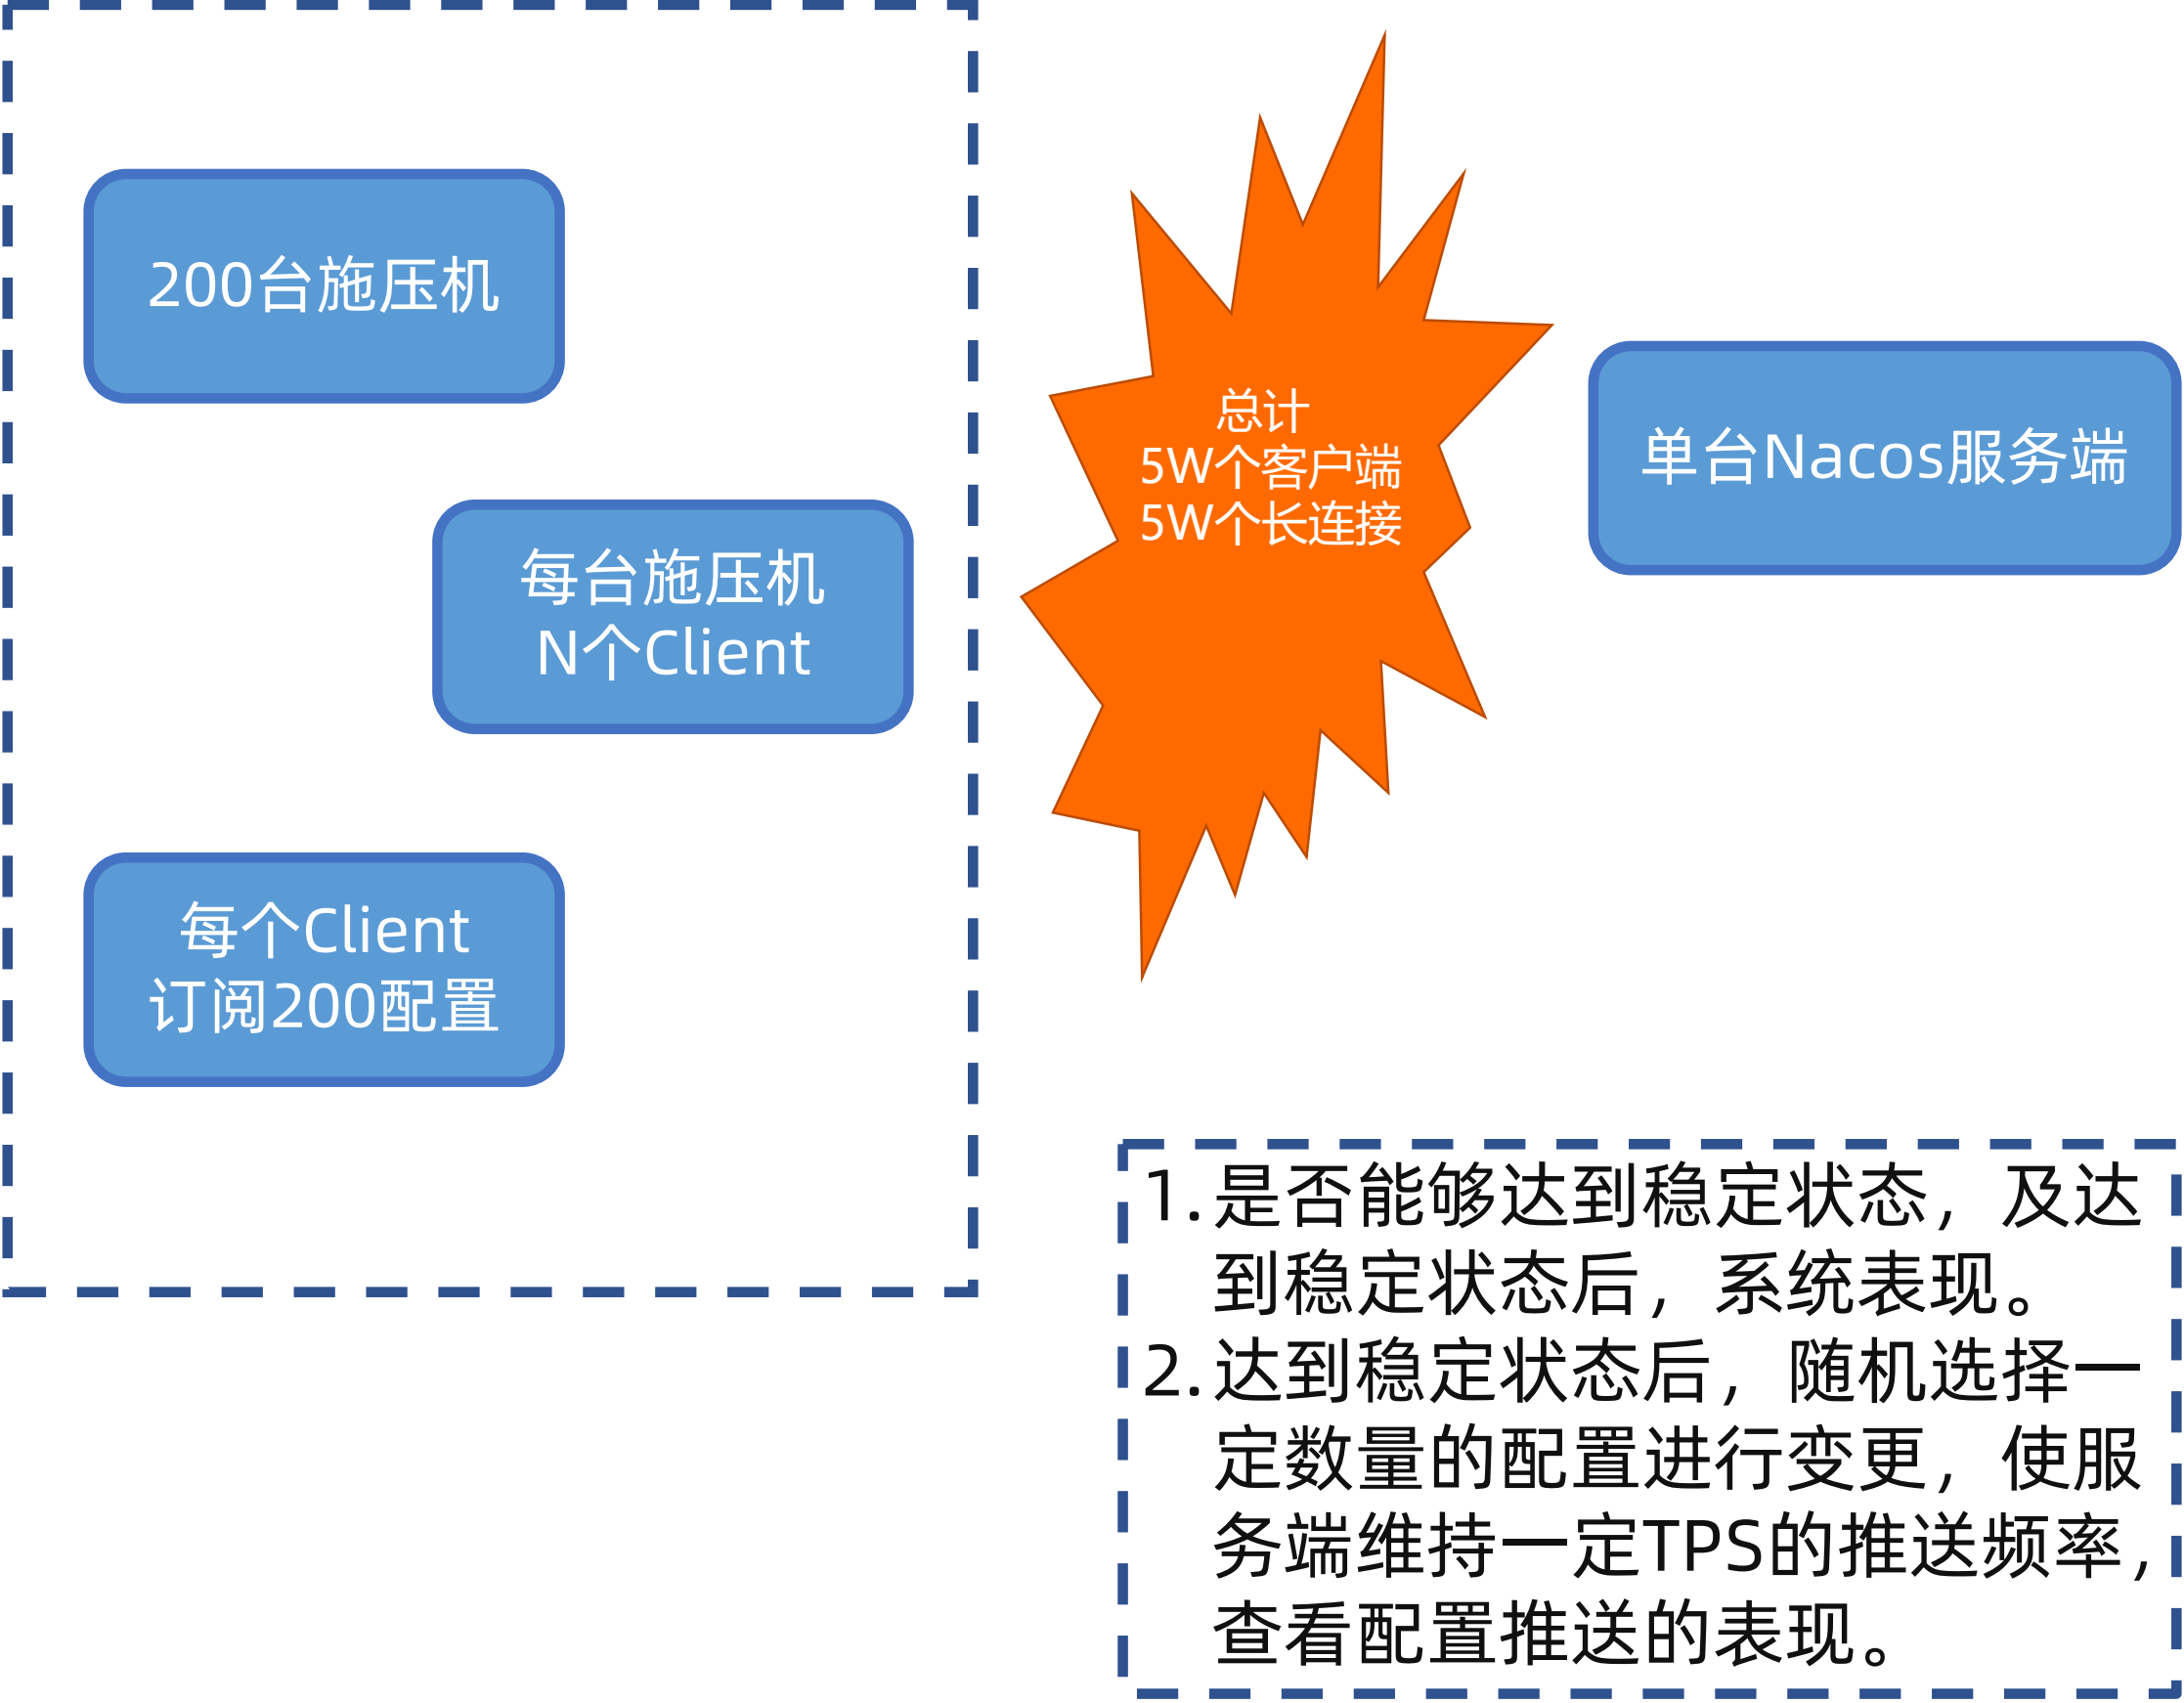 200台施压机
每台施压机
N个Client
每个Client
订阅200配置
总计
5W个客户端
5W个长连接
单台Nacos服务端
1.是否能够达到稳定状态，及达
到稳定状态后，系统表现。
2.达到稳定状态后，随机选择一
定数量的配置进行变更，使服
务端维持一定TPS的推送频率，
查看配置推送的表现。